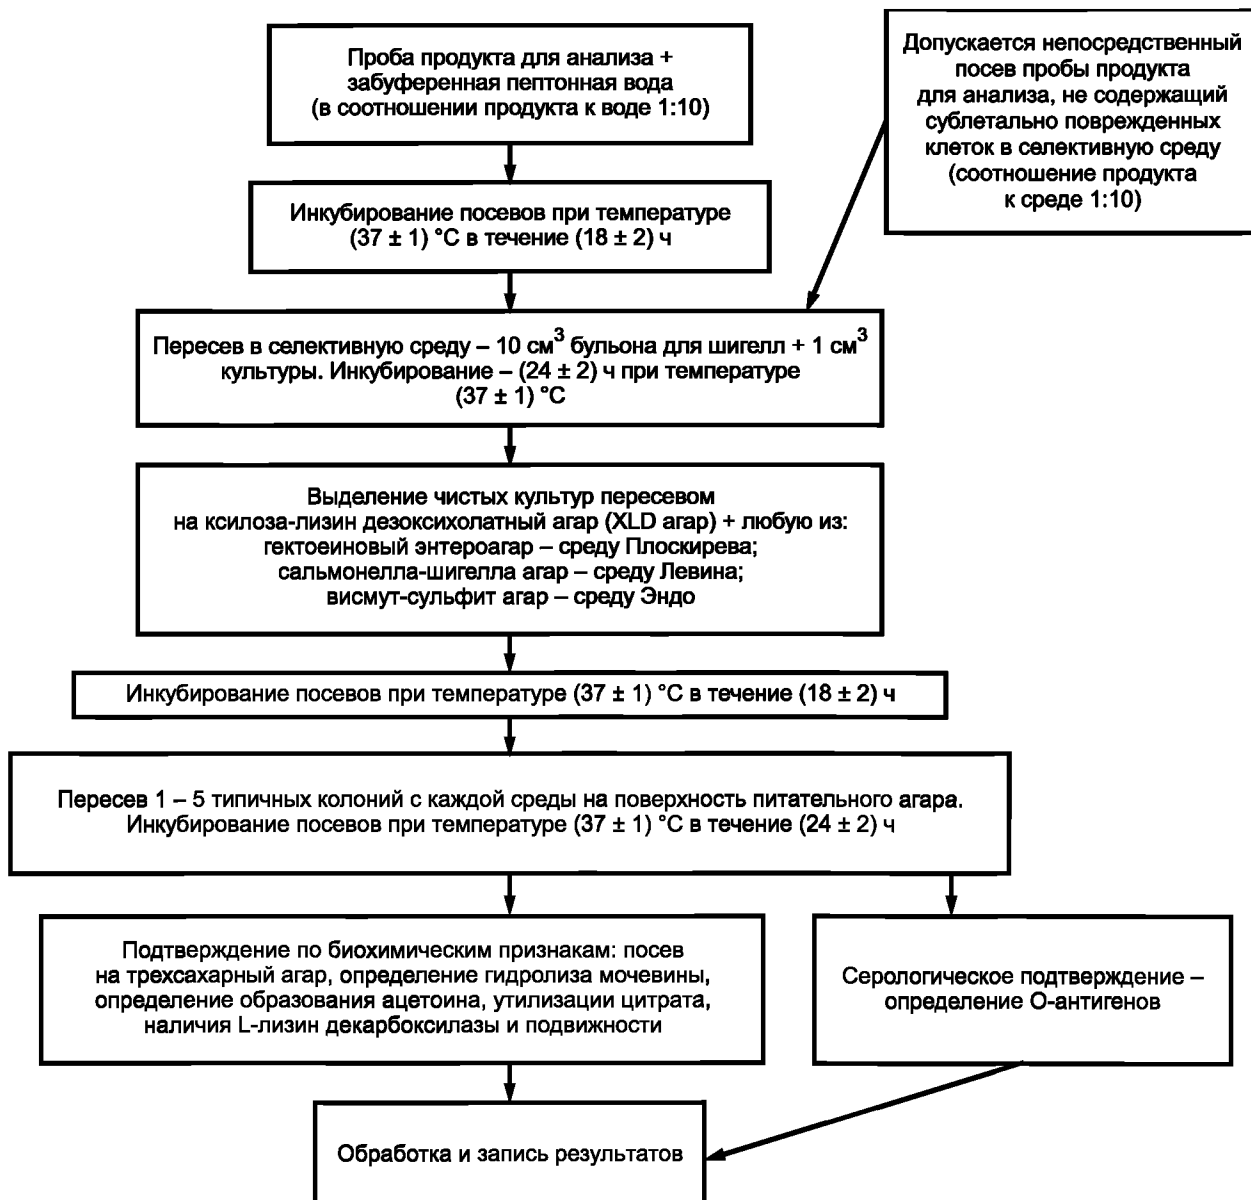 Проба продукта для анализа +
забуференная пептонная вода
(в соотношении продукта к воде 1:10)
Допускается непосредственный
посев пробы продукта
для анализа, не содержащий
сублетально поврежденных
клеток в селективную среду
(соотношение продукта
к среде 1:10)
Инкубирование посевов при температуре
(37 ± 1) °С в течение (18 ± 2) ч
Пересев в селективную среду – 10 см³ бульона для шигелл + 1 см³
культуры. Инкубирование – (24 ± 2) ч при температуре
(37 ± 1) °С
Выделение чистых культур пересевом
на ксилоза-лизин дезоксихолатный агар (XLD агар) + любую из:
гектоеиновый энтероагар – среду Плоскирева;
сальмонелла-шигелла агар – среду Левина;
висмут-сульфит агар – среду Эндо
Инкубирование посевов при температуре (37 ± 1) °С в течение (18 ± 2) ч
Пересев 1 – 5 типичных колоний с каждой среды на поверхность питательного агара.
Инкубирование посевов при температуре (37 ± 1) °С в течение (24 ± 2) ч
Подтверждение по биохимическим признакам: посев
на трехсахарный агар, определение гидролиза мочевины,
определение образования ацетоина, утилизации цитрата,
наличия L-лизин декарбоксилазы и подвижности
Серологическое подтверждение –
определение О-антигенов
Обработка и запись результатов